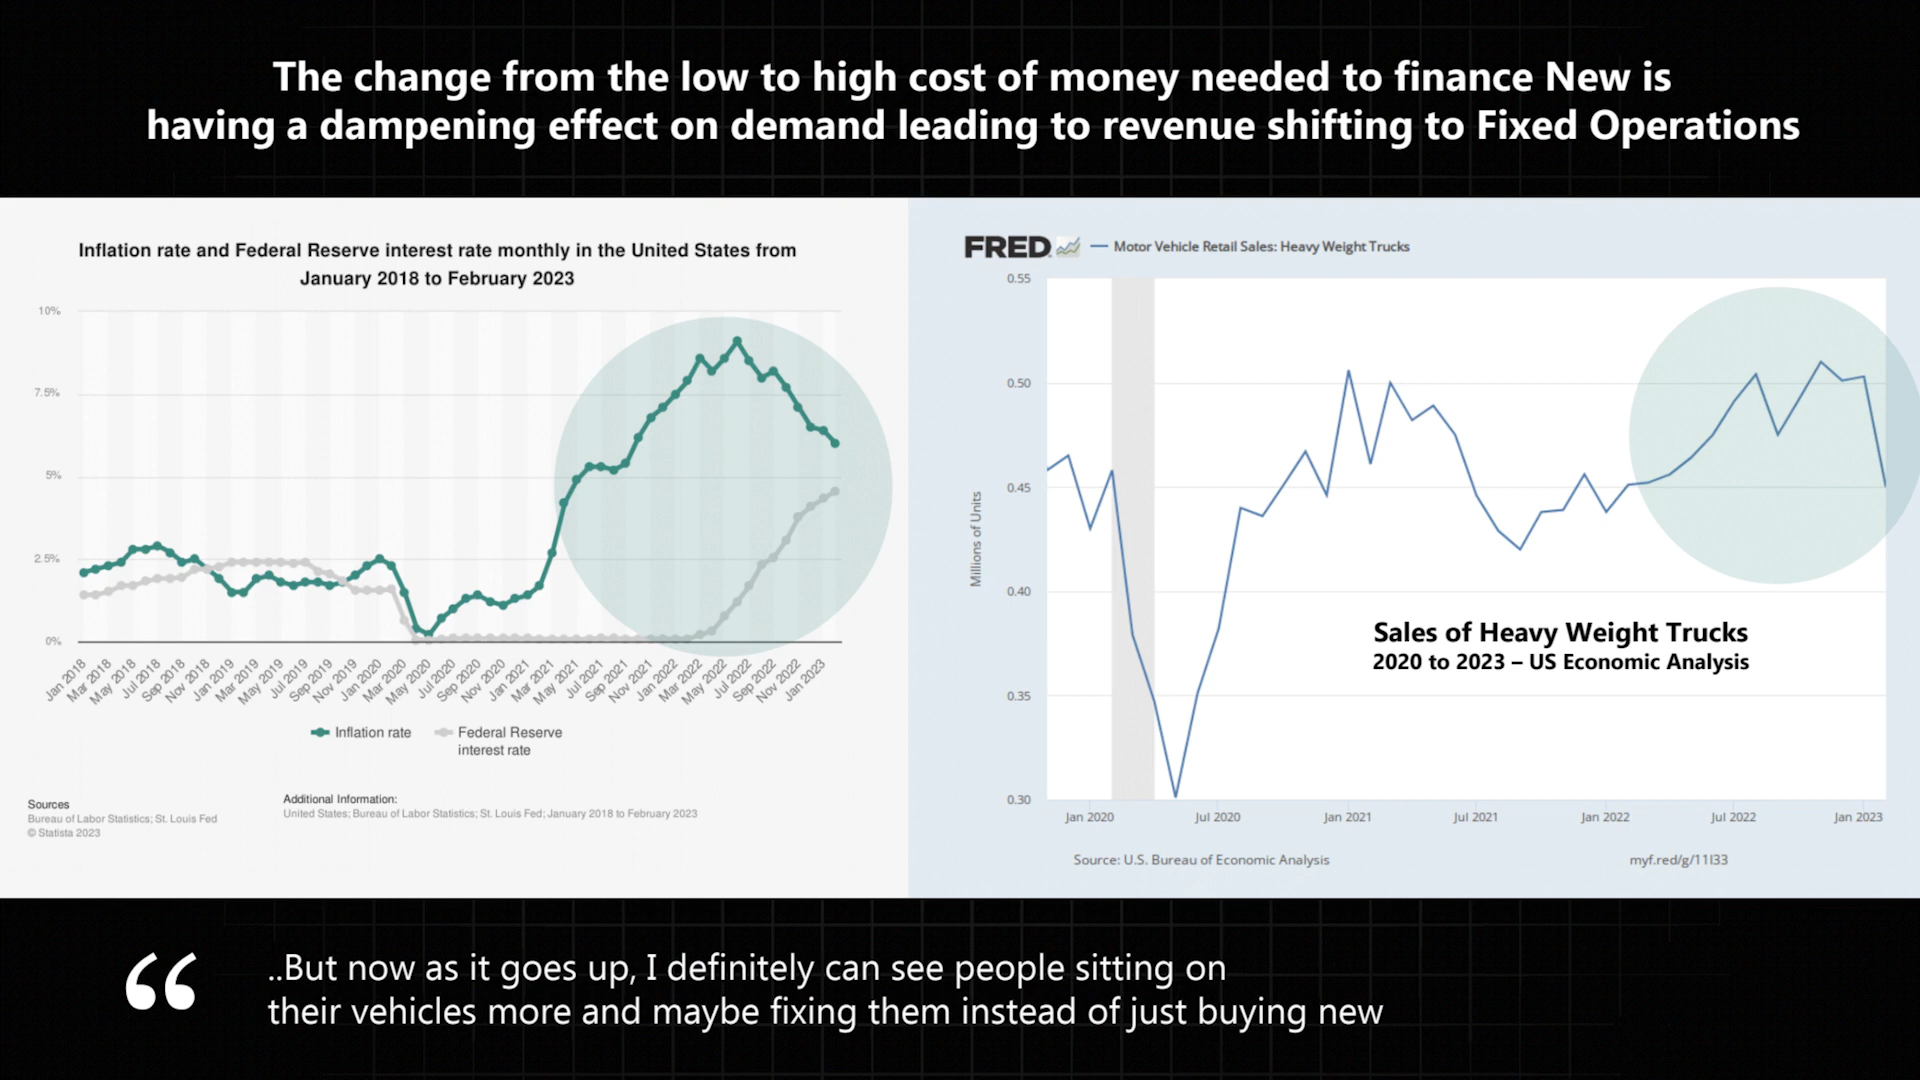 The change from the low to high cost of money needed to finance New is
having a dampening effect on demand leading to revenue shifting to Fixed Operations
Inflation rate and Federal Reserve interest rate monthly in the United States from
January 2018 to February 2023
10%
7.5%
5%
2.5%
0%
Jan 2018
Mar 2018
May 2018
Jul 2018
Sep 2018
Nov 2018
Jan 2019
Mar 2019
May 2019
Jul 2019
Sep 2019
Nov 2019
Jan 2020
Mar 2020
May 2020
Jul 2020
Sep 2020
Nov 2020
Jan 2021
Mar 2021
May 2021
Jul 2021
Sep 2021
Nov 2021
Jan 2022
Mar 2022
May 2022
Jul 2022
Sep 2022
Nov 2022
Jan 2023
Inflation rate
Federal Reserve
interest rate
Sources
Bureau of Labor Statistics; St. Louis Fed
© Statista 2023
Additional Information:
United States; Bureau of Labor Statistics; St. Louis Fed; January 2018 to February 2023
FRED
Motor Vehicle Retail Sales: Heavy Weight Trucks
0.55
0.50
0.45
0.40
0.35
0.30
Millions of Units
Sales of Heavy Weight Trucks
2020 to 2023 – US Economic Analysis
Jan 2020
Jul 2020
Jan 2021
Jul 2021
Jan 2022
Jul 2022
Jan 2023
Source: U.S. Bureau of Economic Analysis
myf.red/g/11l33
“ ..But now as it goes up, I definitely can see people sitting on
their vehicles more and maybe fixing them instead of just buying new